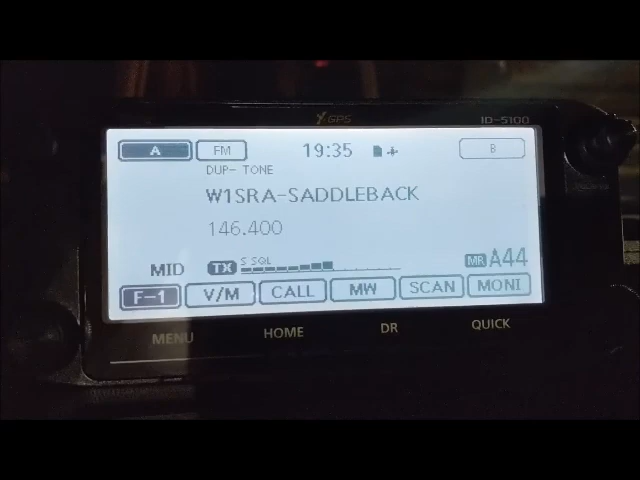 GPS ID-5100
A FM 19:35 B
DUP- TONE
W1SRA-SADDLEBACK
146.400
S SQL
MID TX MR A44
F-1 V/M CALL MW SCAN MONI
MENU HOME DR QUICK